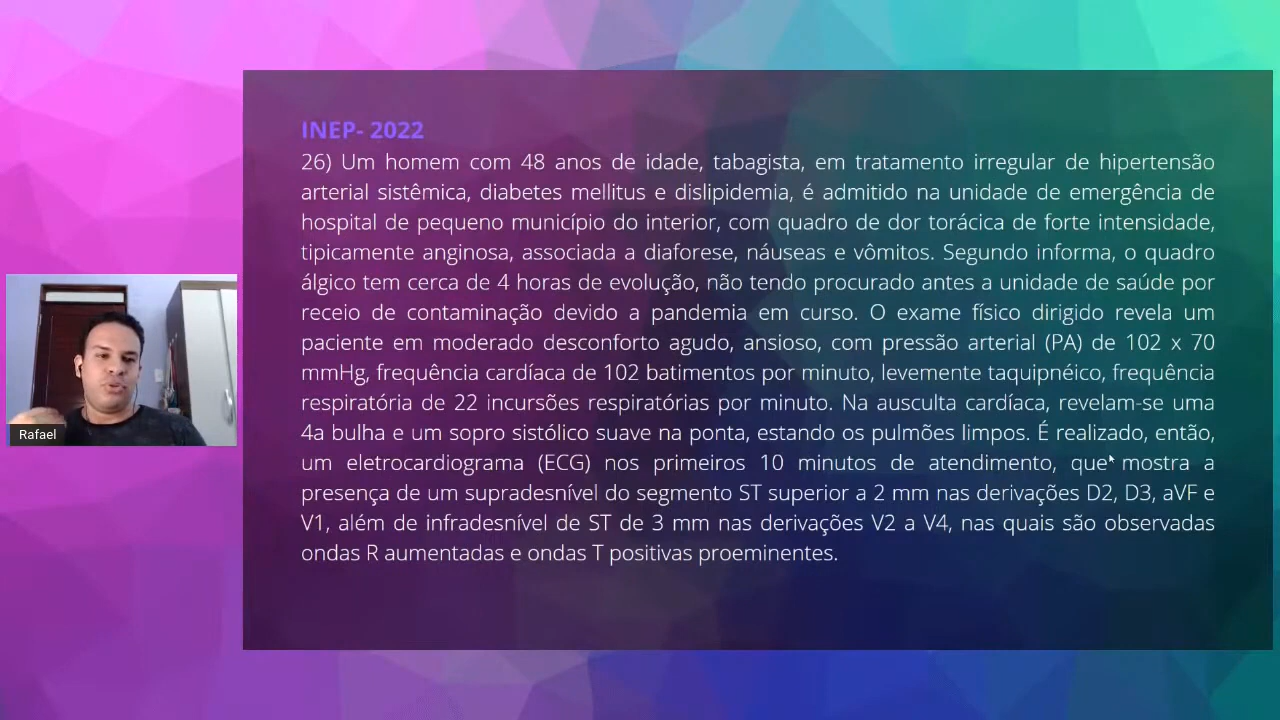 INEP- 2022
26) Um homem com 48 anos de idade, tabagista, em tratamento irregular de hipertensão
arterial sistêmica, diabetes mellitus e dislipidemia, é admitido na unidade de emergência de
hospital de pequeno município do interior, com quadro de dor torácica de forte intensidade,
tipicamente anginosa, associada a diaforese, náuseas e vômitos. Segundo informa, o quadro
álgico tem cerca de 4 horas de evolução, não tendo procurado antes a unidade de saúde por
receio de contaminação devido a pandemia em curso. O exame físico dirigido revela um
paciente em moderado desconforto agudo, ansioso, com pressão arterial (PA) de 102 x 70
mmHg, frequência cardíaca de 102 batimentos por minuto, levemente taquipnéico, frequência
respiratória de 22 incursões respiratórias por minuto. Na ausculta cardíaca, revelam-se uma
4a bulha e um sopro sistólico suave na ponta, estando os pulmões limpos. É realizado, então,
um eletrocardiograma (ECG) nos primeiros 10 minutos de atendimento, que mostra a
presença de um supradesnível do segmento ST superior a 2 mm nas derivações D2, D3, aVF e
V1, além de infradesnível de ST de 3 mm nas derivações V2 a V4, nas quais são observadas
ondas R aumentadas e ondas T positivas proeminentes.
Rafael